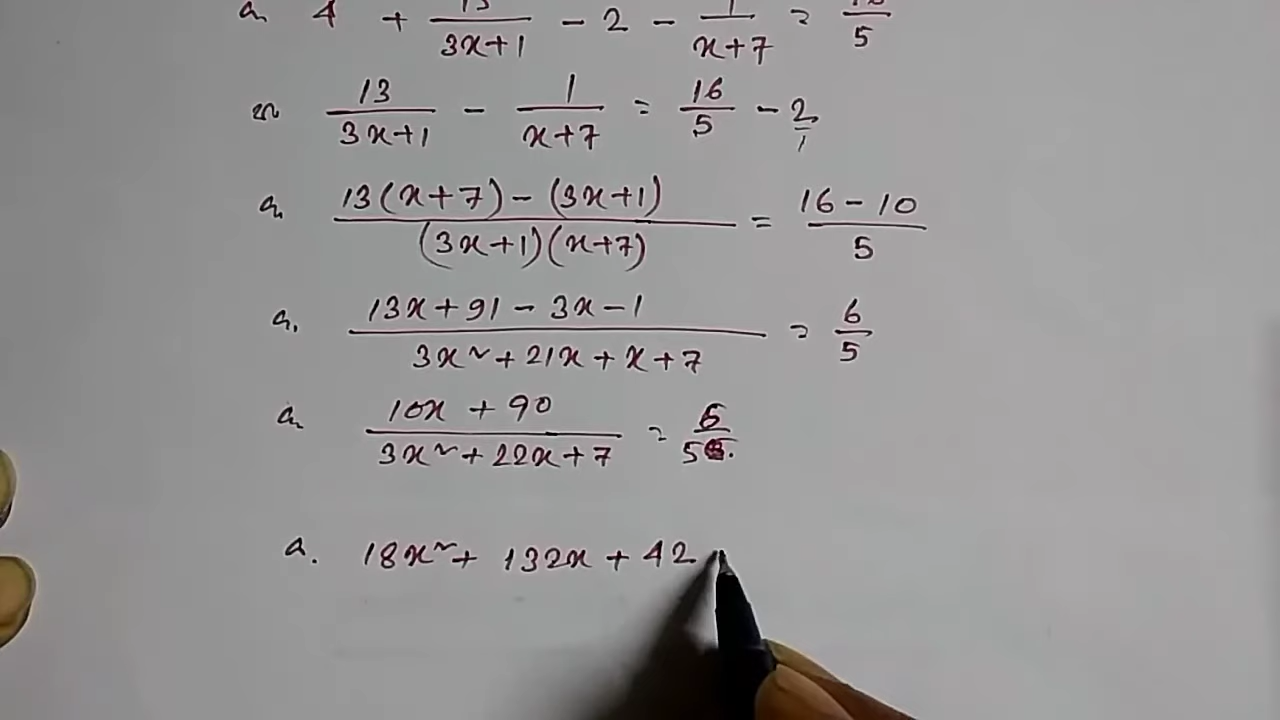 4 + 13/(3x+1) - 2 - 1/(x+7) = /5
13/(3x+1) - 1/(x+7) = 16/5 - 2/1
(13(x+7) - (3x+1))/((3x+1)(x+7)) = (16-10)/5
(13x+91-3x-1)/(3x²+21x+x+7) = 6/5
(10x+90)/(3x²+22x+7) = 6/5
18x²+ 132x + 42